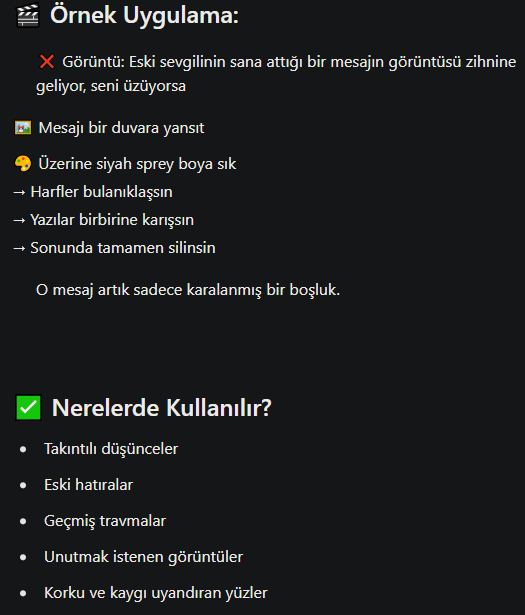 🎬 Örnek Uygulama:
❌ Görüntü: Eski sevgilinin sana attığı bir mesajın görüntüsü zihnine
geliyor, seni üzüyorsa
🖼️ Mesajı bir duvara yansıt
🎨 Üzerine siyah sprey boya sık
→ Harfler bulanıklaşsın
→ Yazılar birbirine karışsın
→ Sonunda tamamen silinsin
O mesaj artık sadece karalanmış bir boşluk.
✅ Nerelerde Kullanılır?
• Takıntılı düşünceler
• Eski hatıralar
• Geçmiş travmalar
• Unutmak istenen görüntüler
• Korku ve kaygı uyandıran yüzler